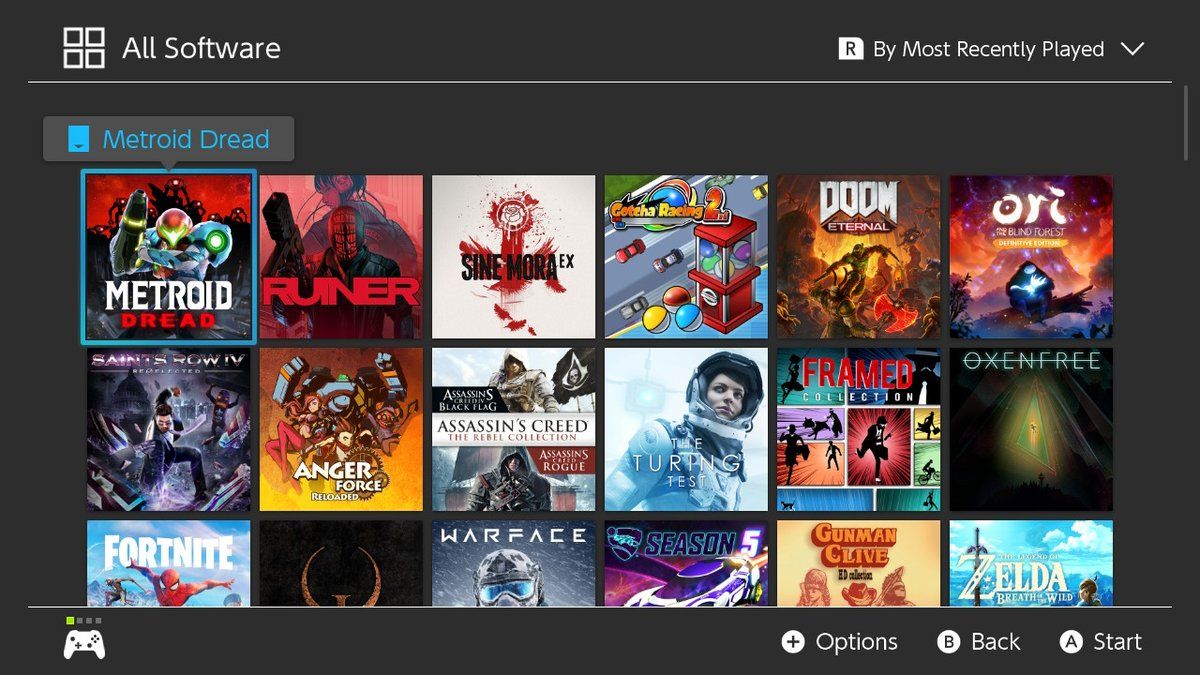 All Software
R By Most Recently Played
Metroid Dread
METROID
DREAD
RUINER
SINE MORA EX
Gotcha Racing 2nd
DOOM
ETERNAL
ori
AND THE BLIND FOREST
DEFINITIVE EDITION
SAINTS ROW IV
RE-ELECTED
ANGER
FORCE
RELOADED
ASSASSIN'S
CREED IV
BLACK FLAG
ASSASSIN'S CREED
THE REBEL COLLECTION
ASSASSIN'S
CREED
ROGUE
THE
TURING
TEST
FRAMED
COLLECTION
OXENFREE
FORTNITE
WARFACE
SEASON 5
GUNMAN
CLIVE
HD collection
THE LEGEND OF
ZELDA
BREATH OF THE WILD
+ Options
B Back
A Start